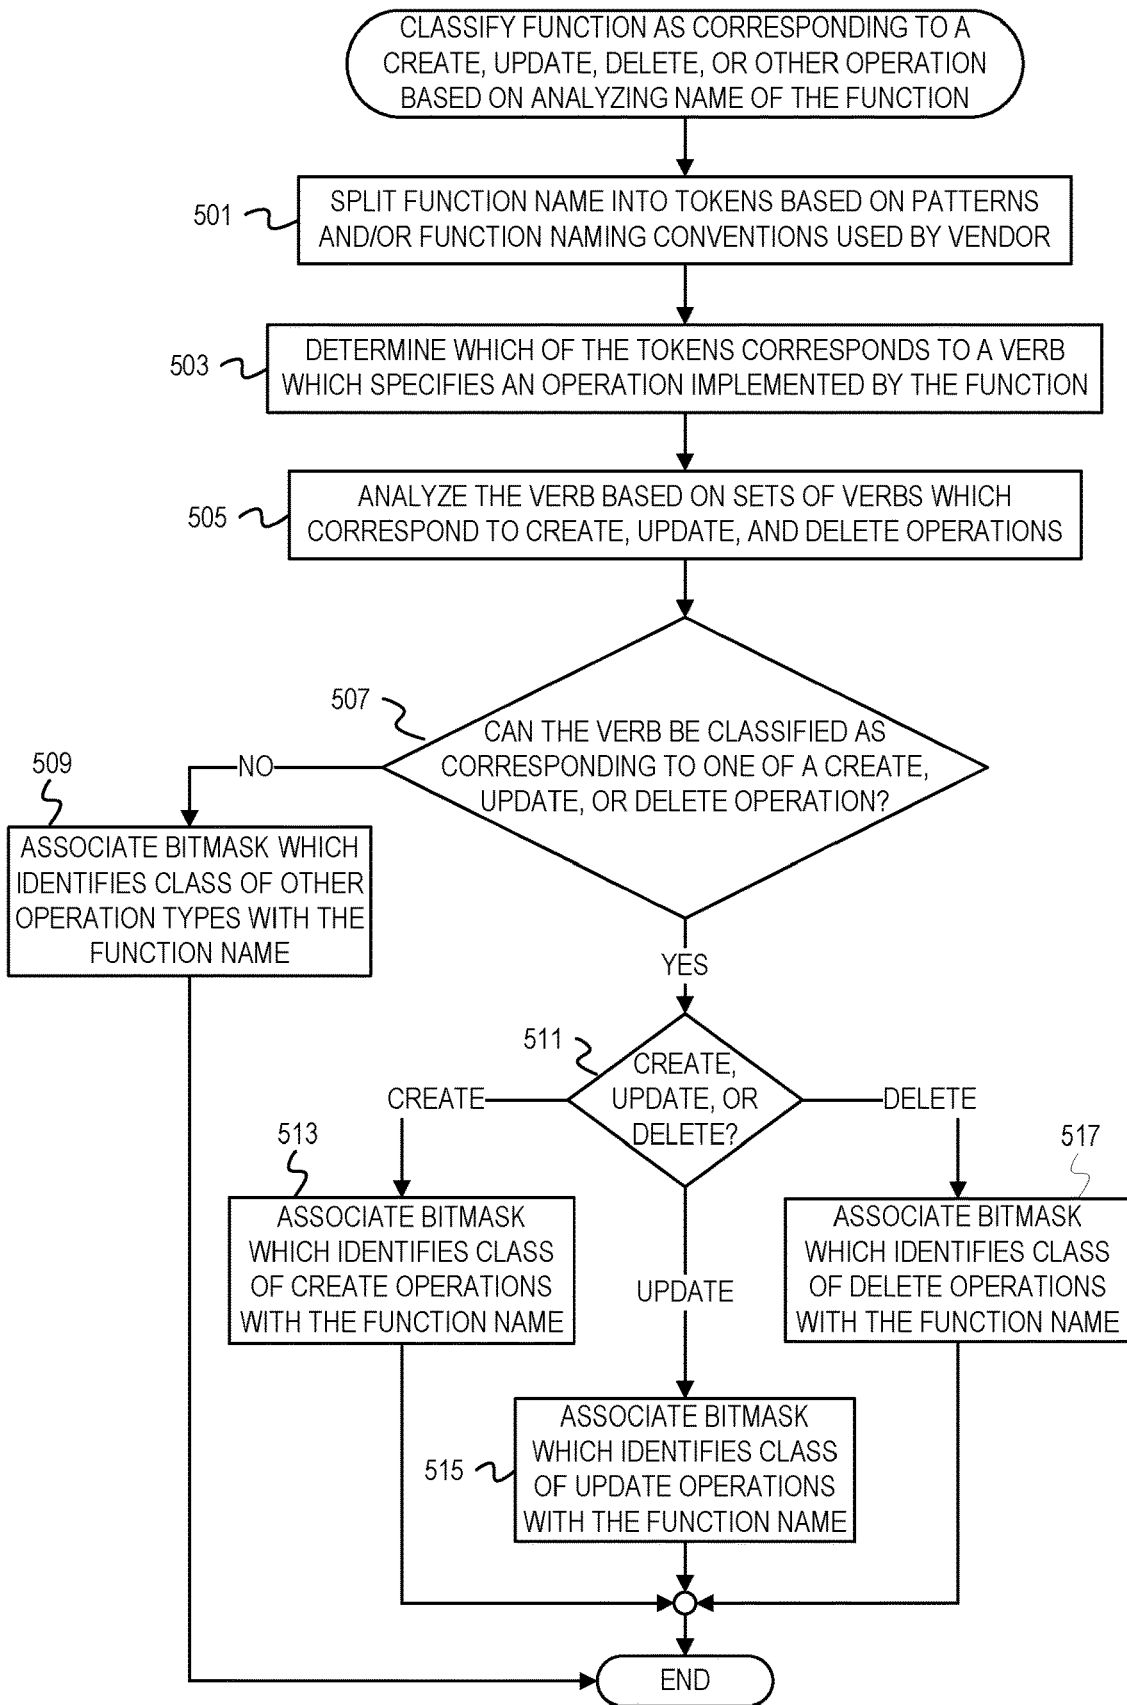 CLASSIFY FUNCTION AS CORRESPONDING TO A
CREATE, UPDATE, DELETE, OR OTHER OPERATION
BASED ON ANALYZING NAME OF THE FUNCTION
501
SPLIT FUNCTION NAME INTO TOKENS BASED ON PATTERNS
AND/OR FUNCTION NAMING CONVENTIONS USED BY VENDOR
503
DETERMINE WHICH OF THE TOKENS CORRESPONDS TO A VERB
WHICH SPECIFIES AN OPERATION IMPLEMENTED BY THE FUNCTION
505
ANALYZE THE VERB BASED ON SETS OF VERBS WHICH
CORRESPOND TO CREATE, UPDATE, AND DELETE OPERATIONS
507
CAN THE VERB BE CLASSIFIED AS
CORRESPONDING TO ONE OF A CREATE,
UPDATE, OR DELETE OPERATION?
NO
509
ASSOCIATE BITMASK WHICH
IDENTIFIES CLASS OF OTHER
OPERATION TYPES WITH THE
FUNCTION NAME
YES
511
CREATE,
UPDATE, OR
DELETE?
CREATE
DELETE
513
ASSOCIATE BITMASK
WHICH IDENTIFIES CLASS
OF CREATE OPERATIONS
WITH THE FUNCTION NAME
517
ASSOCIATE BITMASK
WHICH IDENTIFIES CLASS
OF DELETE OPERATIONS
WITH THE FUNCTION NAME
UPDATE
515
ASSOCIATE BITMASK
WHICH IDENTIFIES CLASS
OF UPDATE OPERATIONS
WITH THE FUNCTION NAME
END